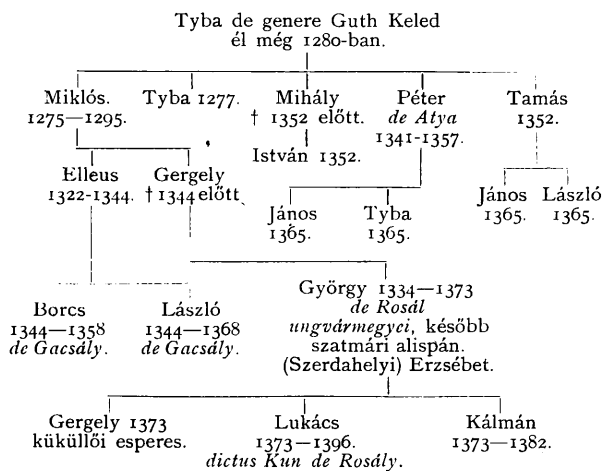 Tyba de genere Guth Keled
él még 1280-ban.
Miklós. Tyba 1277. Mihály Péter Tamás
1275—1295. † 1352 előtt. de Atya 1352.
1341-1357.
Elleus Gergely István 1352.
1322-1344. † 1344 előtt
János Tyba János László
1365. 1365. 1365. 1365.
György 1334—1373
Borcs László de Rosál
1344—1358 1344—1368 ungvármegyei, később
de Gacsály. de Gacsály. szatmári alispán.
(Szerdahelyi) Erzsébet.
Gergely 1373 Lukács Kálmán
küküllői esperes. 1373—1396. 1373—1382.
dictus Kun de Rosály.